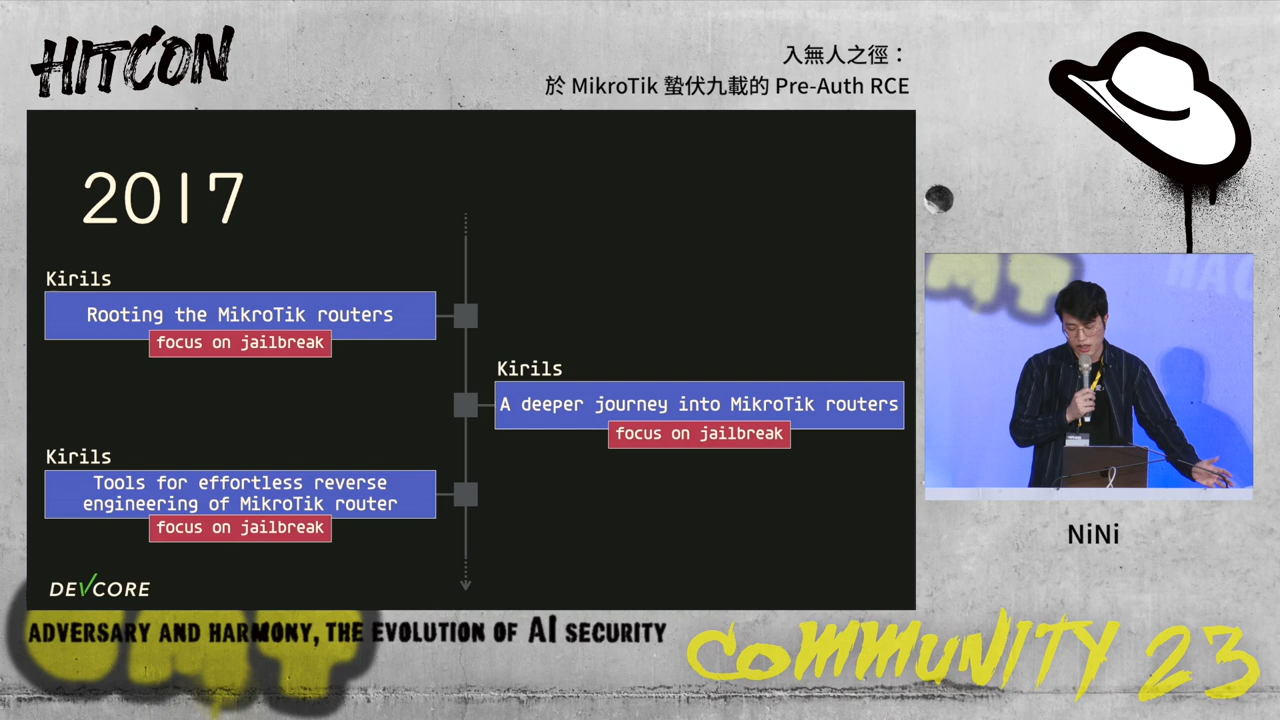 HITCON
入無人之徑：
於 MikroTik 蟄伏九載的 Pre-Auth RCE
2017
Kirils
Rooting the MikroTik routers
focus on jailbreak
Kirils
A deeper journey into MikroTik routers
focus on jailbreak
Kirils
Tools for effortless reverse
engineering of MikroTik router
focus on jailbreak
DEVCORE
NiNi
ADVERSARY AND HARMONY, THE EVOLUTION OF AI SECURITY
COMMUNITY 23